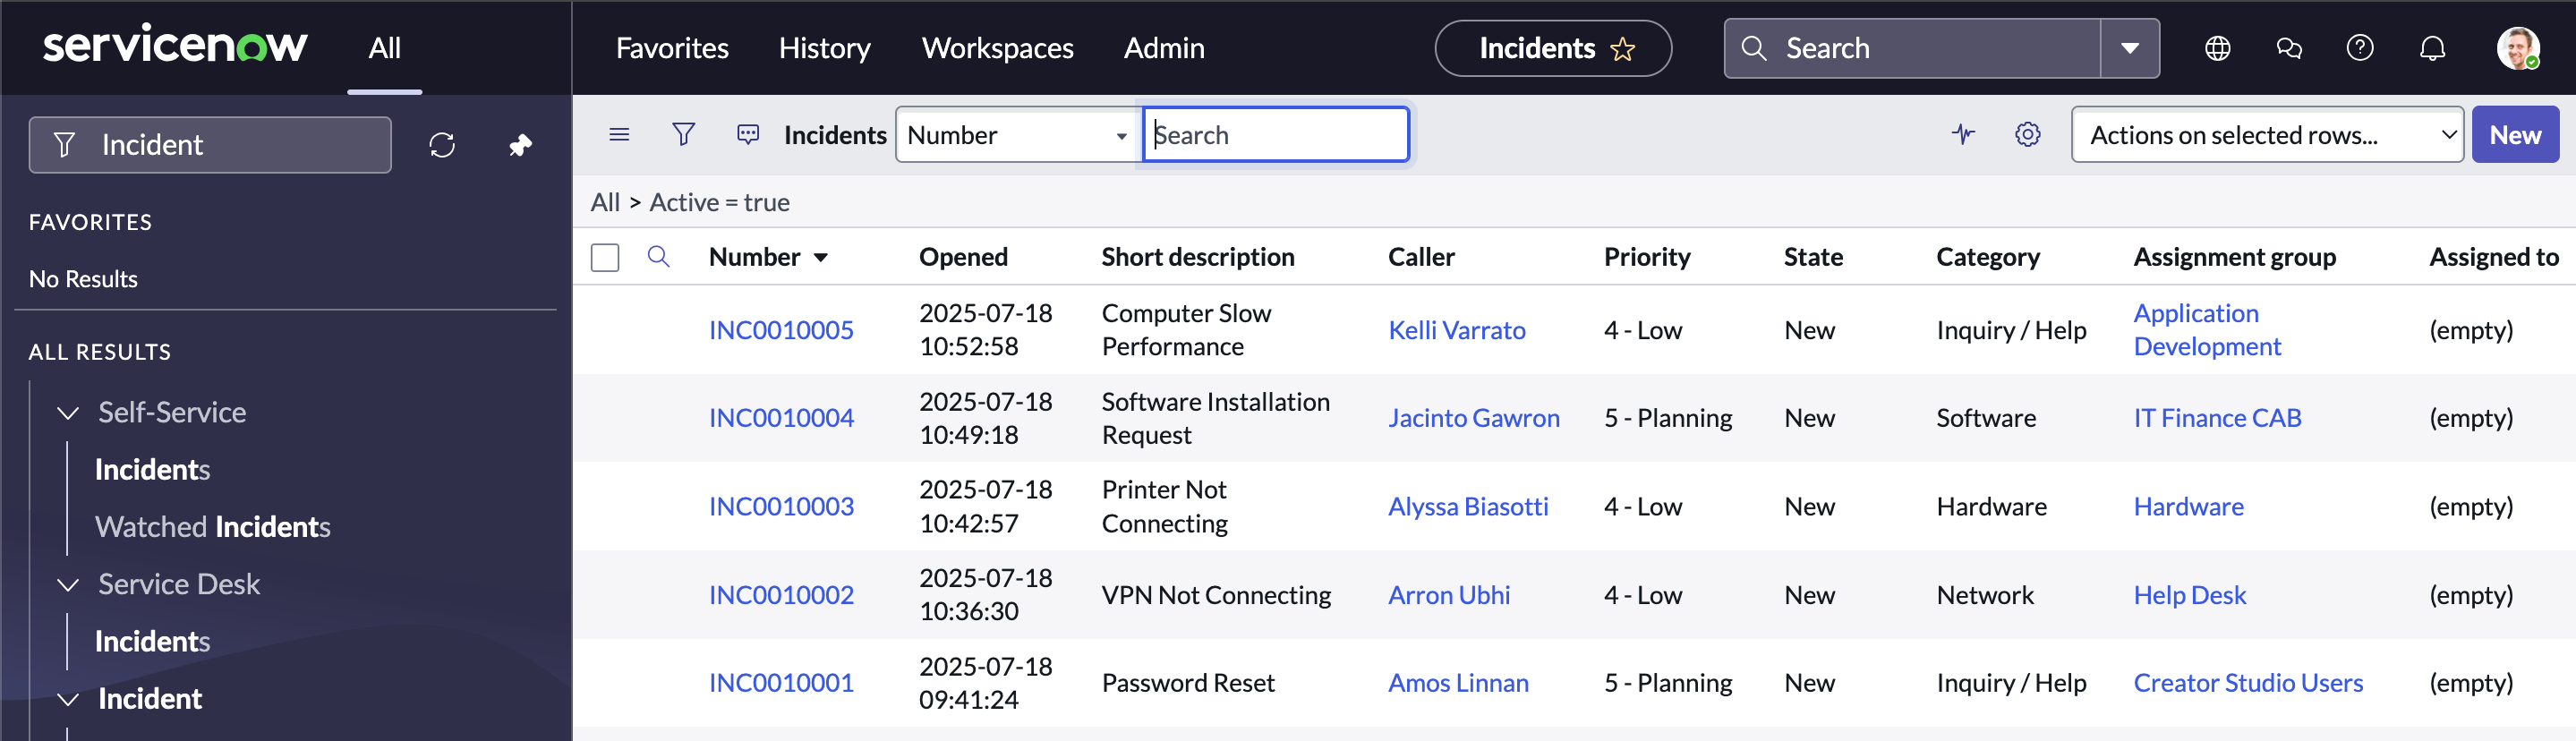 servicenow All Favorites History Workspaces Admin Incidents Search
Incident
FAVORITES
No Results
ALL RESULTS
Self-Service
Incidents
Watched Incidents
Service Desk
Incidents
Incident
Incidents Number Search Actions on selected rows... New
All > Active = true
Number Opened Short description Caller Priority State Category Assignment group Assigned to
INC0010005 2025-07-18 10:52:58 Computer Slow Performance Kelli Varrato 4 - Low New Inquiry / Help Application Development (empty)
INC0010004 2025-07-18 10:49:18 Software Installation Request Jacinto Gawron 5 - Planning New Software IT Finance CAB (empty)
INC0010003 2025-07-18 10:42:57 Printer Not Connecting Alyssa Biasotti 4 - Low New Hardware Hardware (empty)
INC0010002 2025-07-18 10:36:30 VPN Not Connecting Arron Ubhi 4 - Low New Network Help Desk (empty)
INC0010001 2025-07-18 09:41:24 Password Reset Amos Linnan 5 - Planning New Inquiry / Help Creator Studio Users (empty)